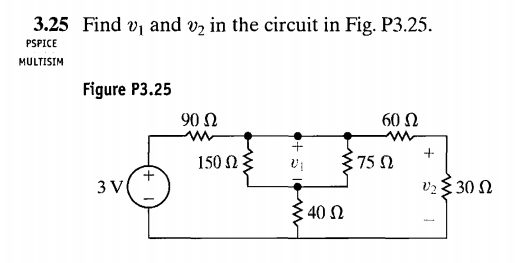 3.25 Find v₁ and v₂ in the circuit in Fig. P3.25.
PSPICE
MULTISIM
Figure P3.25
90 Ω 60 Ω
150 Ω + v₁ − 75 Ω
3 V + −
+ v₂ − 30 Ω
40 Ω